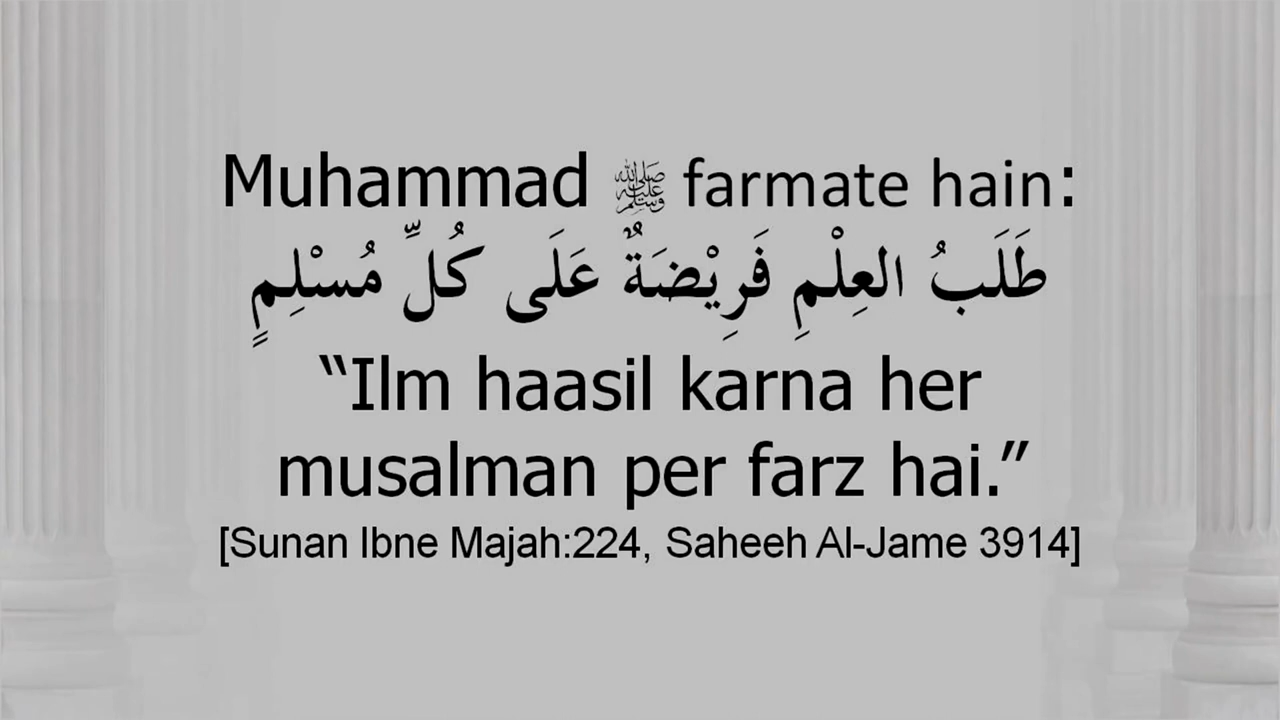 Muhammad ﷺ farmate hain:
طَلَبُ العِلْمِ فَرِيْضَةٌ عَلَى كُلِّ مُسْلِمٍ
“Ilm haasil karna her
musalman per farz hai.”
[Sunan Ibne Majah:224, Saheeh Al-Jame 3914]